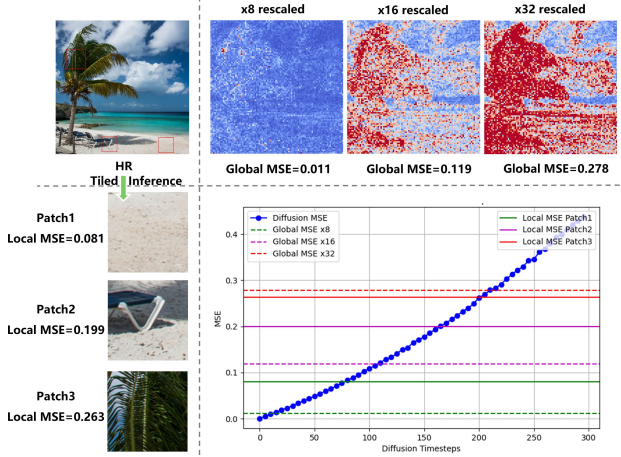 x8 rescaled
x16 rescaled
x32 rescaled
Global MSE=0.011
Global MSE=0.119
Global MSE=0.278
HR
Tiled Inference
Patch1
Local MSE=0.081
Patch2
Local MSE=0.199
Patch3
Local MSE=0.263
Diffusion MSE
Global MSE x8
Global MSE x16
Global MSE x32
Local MSE Patch1
Local MSE Patch2
Local MSE Patch3
MSE
0.4
0.3
0.2
0.1
0.0
0
50
100
150
200
250
300
Diffusion Timesteps